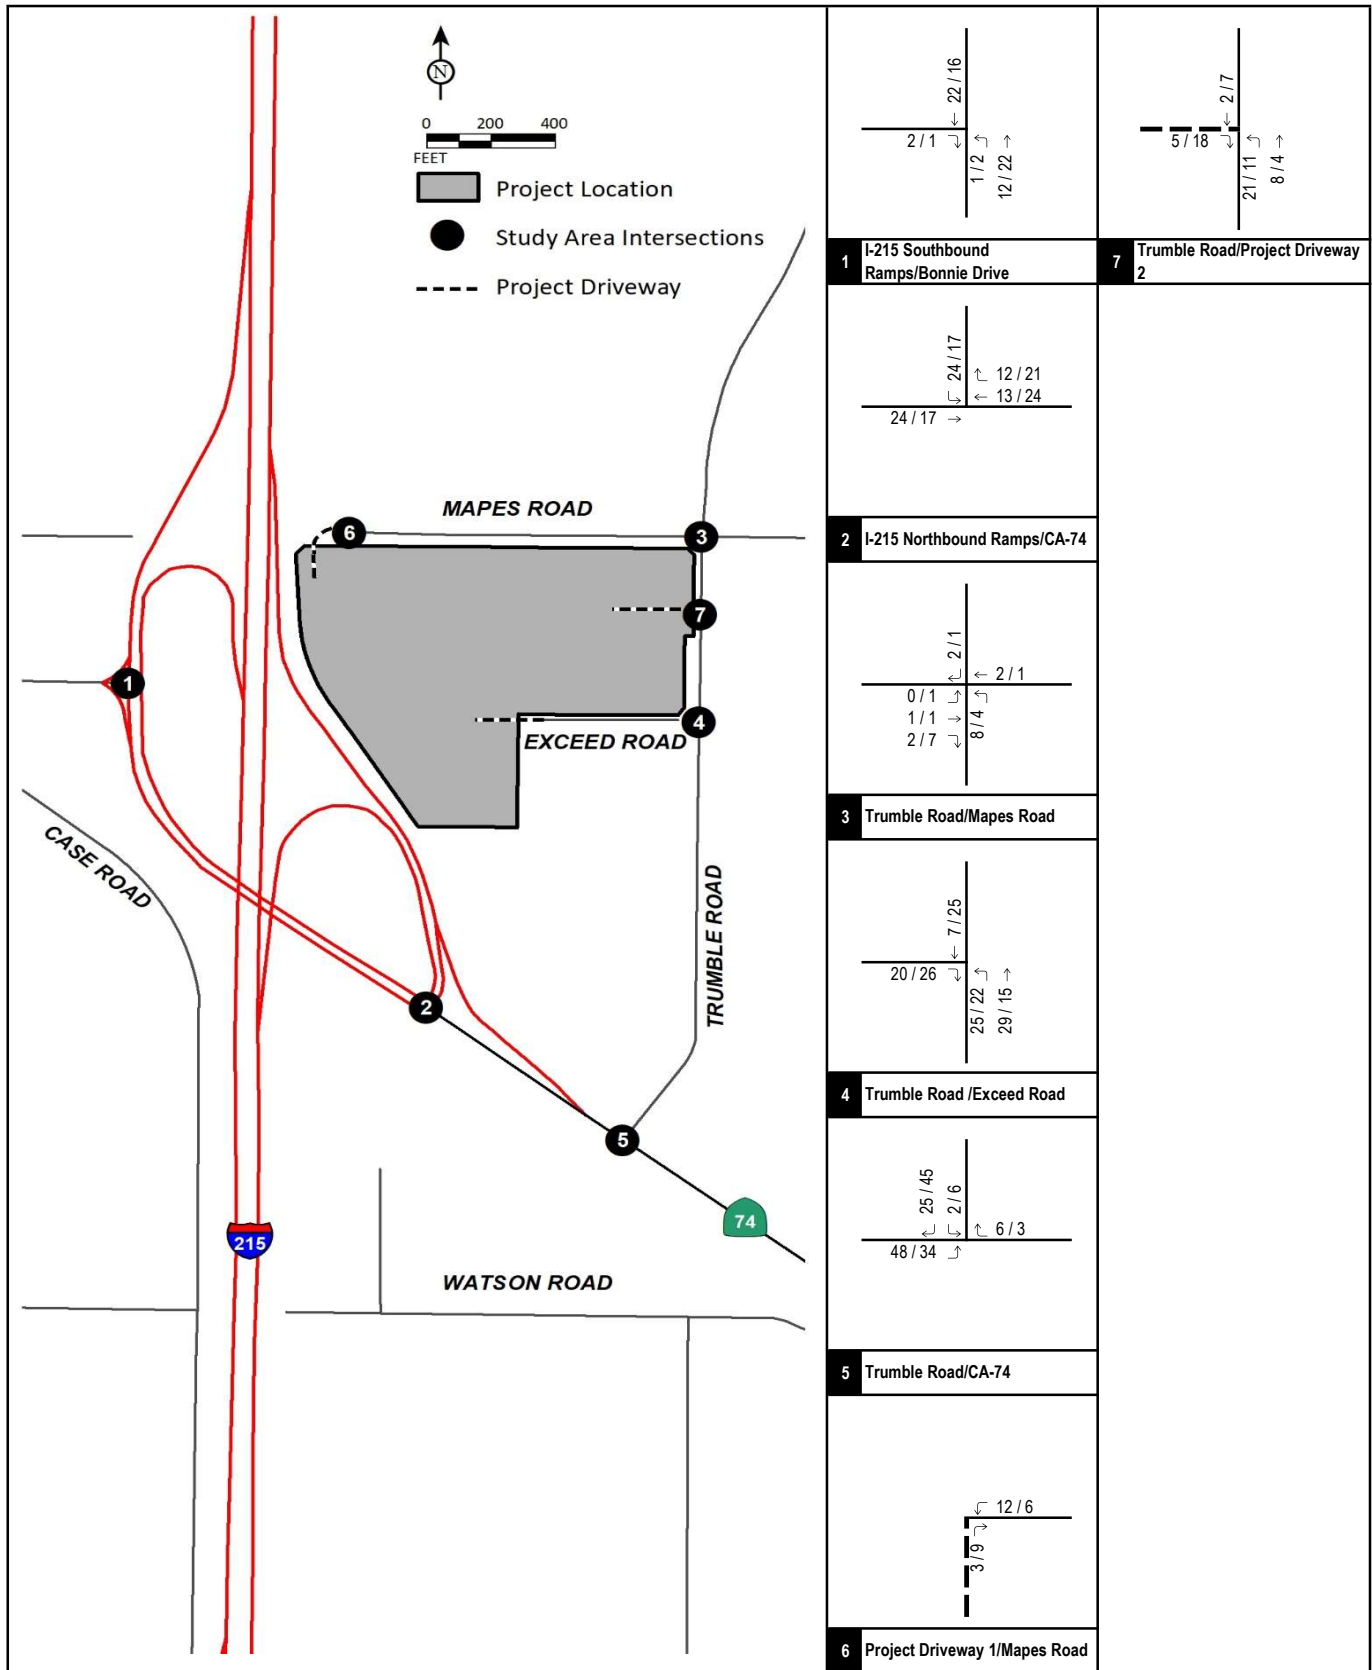 N
0 200 400
FEET
Project Location
Study Area Intersections
Project Driveway
MAPES ROAD
6
3
7
1
4
EXCEED ROAD
CASE ROAD
TRUMBLE ROAD
2
5
74
215
WATSON ROAD
22 / 16
2 / 1
1 / 2
12 / 22
1 I-215 Southbound
Ramps/Bonnie Drive
2 / 7
5 / 18
21 / 11
8 / 4
7 Trumble Road/Project Driveway
2
24 / 17
12 / 21
13 / 24
24 / 17
2 I-215 Northbound Ramps/CA-74
2 / 1
2 / 1
0 / 1
1 / 1
2 / 7
8 / 4
3 Trumble Road/Mapes Road
7 / 25
20 / 26
25 / 22
29 / 15
4 Trumble Road /Exceed Road
25 / 45
2 / 6
6 / 3
48 / 34
5 Trumble Road/CA-74
12 / 6
3 / 9
6 Project Driveway 1/Mapes Road